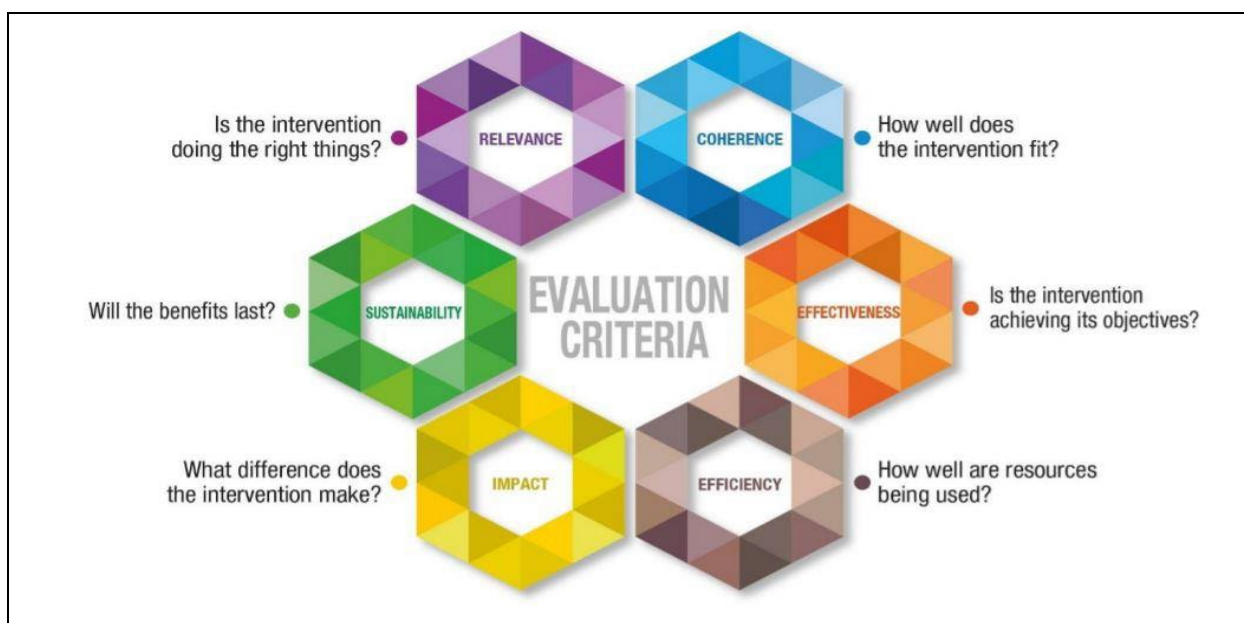 Is the intervention
doing the right things?
RELEVANCE
COHERENCE
How well does
the intervention fit?
Will the benefits last?
SUSTAINABILITY
EVALUATION
CRITERIA
EFFECTIVENESS
Is the intervention
achieving its objectives?
What difference does
the intervention make?
IMPACT
EFFICIENCY
How well are resources
being used?